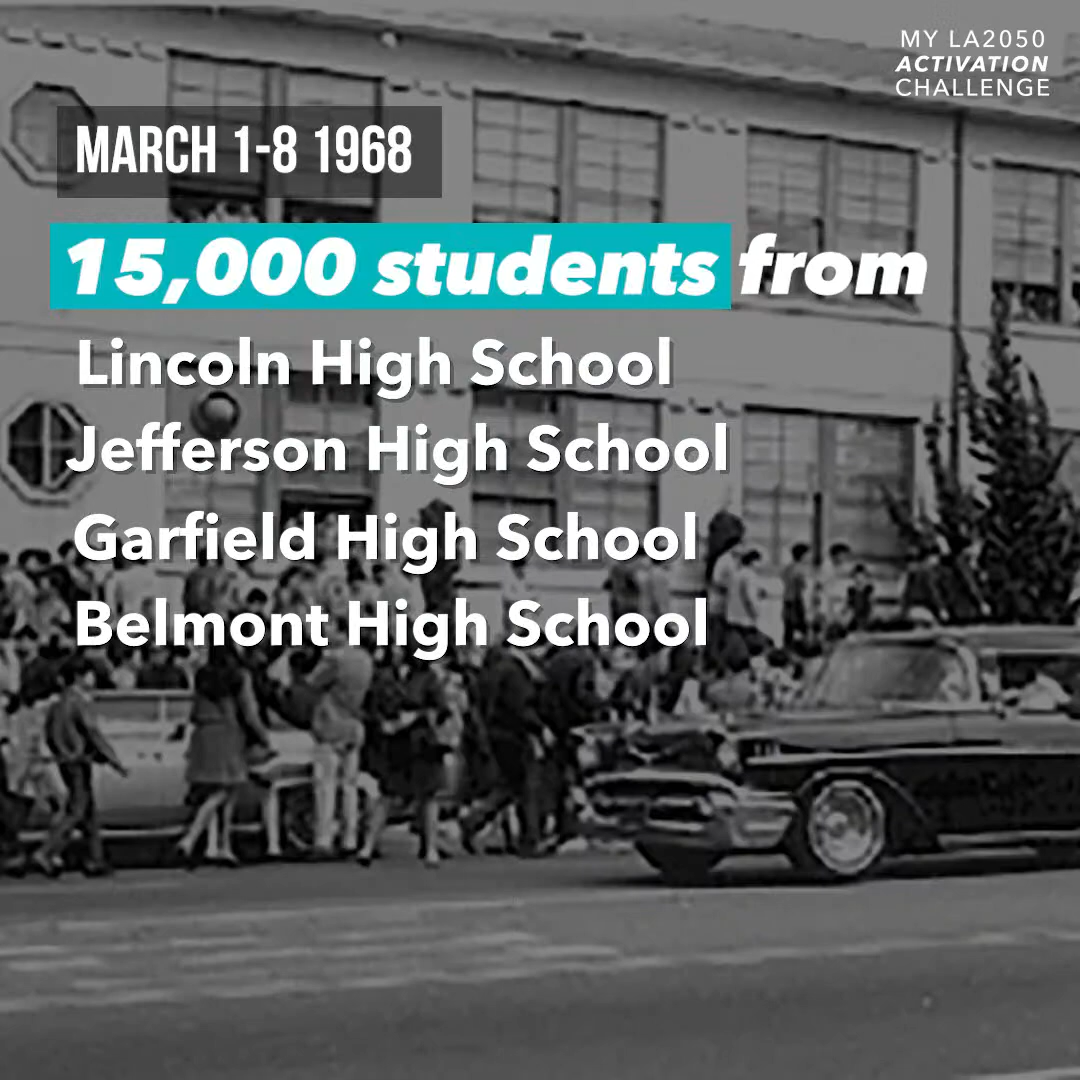 MY LA2050
ACTIVATION
CHALLENGE
MARCH 1-8 1968
15,000 students from
Lincoln High School
Jefferson High School
Garfield High School
Belmont High School